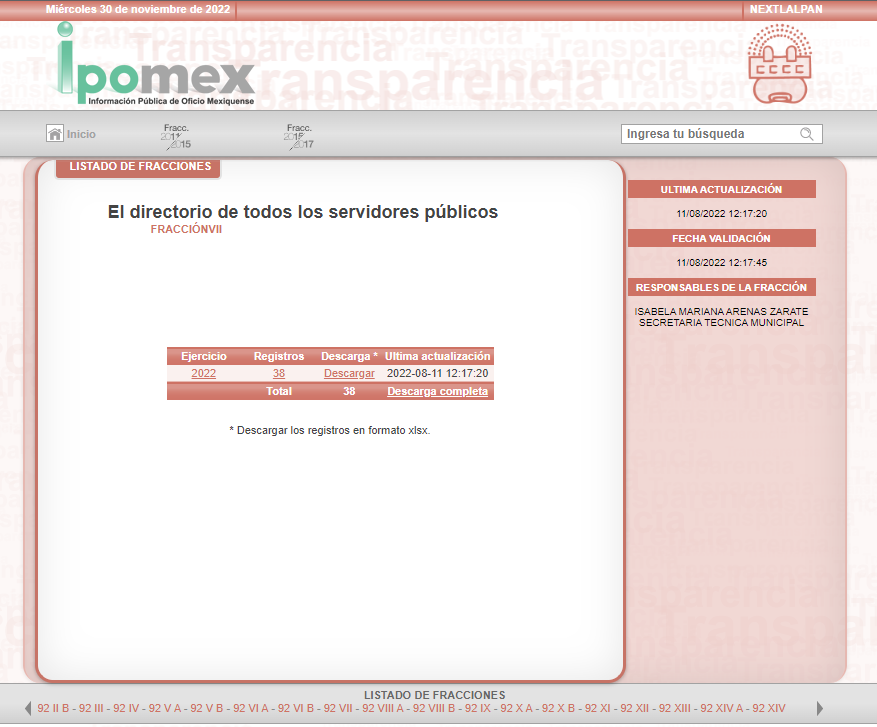 Miércoles 30 de noviembre de 2022
NEXTLALPAN
ipomex
Información Pública de Oficio Mexiquense
Inicio
Fracc.
2011
2015
Fracc.
2017
Ingresa tu búsqueda
LISTADO DE FRACCIONES
El directorio de todos los servidores públicos
FRACCIÓNVII
Ejercicio Registros Descarga * Ultima actualización
2022 38 Descargar 2022-08-11 12:17:20
Total 38 Descarga completa
* Descargar los registros en formato xlsx.
ULTIMA ACTUALIZACIÓN
11/08/2022 12:17:20
FECHA VALIDACIÓN
11/08/2022 12:17:45
RESPONSABLES DE LA FRACCIÓN
ISABELA MARIANA ARENAS ZARATE
SECRETARIA TECNICA MUNICIPAL
LISTADO DE FRACCIONES
92 II B - 92 III - 92 IV - 92 V A - 92 V B - 92 VI A - 92 VI B - 92 VII - 92 VIII A - 92 VIII B - 92 IX - 92 X A - 92 X B - 92 XI - 92 XII - 92 XIII - 92 XIV A - 92 XIV